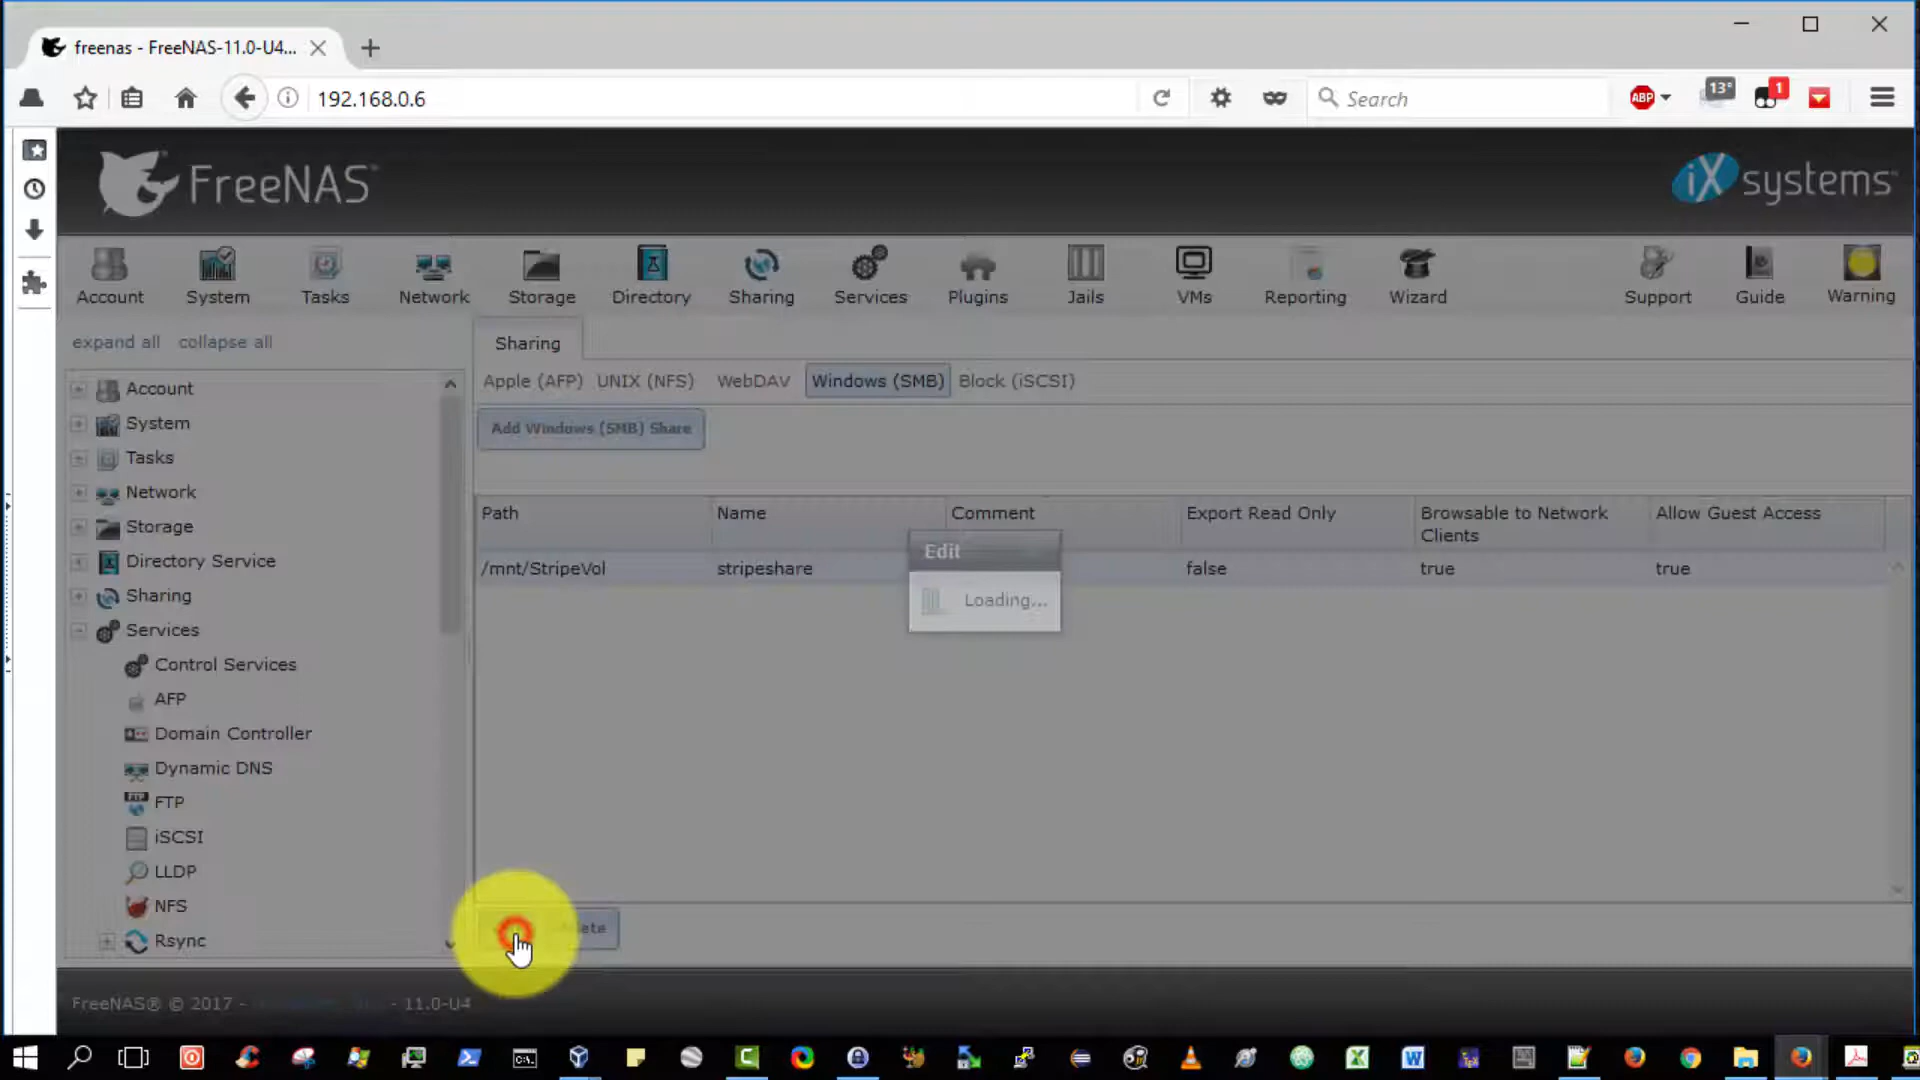 freenas - FreeNAS-11.0-U4...
192.168.0.6
Search
ABP
13°
1
FreeNAS
iX systems
Account
System
Tasks
Network
Storage
Directory
Sharing
Services
Plugins
Jails
VMs
Reporting
Wizard
Support
Guide
Warning
expand all collapse all
Sharing
Apple (AFP) UNIX (NFS) WebDAV Windows (SMB) Block (iSCSI)
Add Windows (SMB) Share
Path
Name
Comment
Export Read Only
Browsable to Network
Clients
Allow Guest Access
/mnt/StripeVol
stripeshare
false
true
true
Edit
Loading...
Account
System
Tasks
Network
Storage
Directory Service
Sharing
Services
Control Services
AFP
Domain Controller
Dynamic DNS
FTP
iSCSI
LLDP
NFS
Rsync
FreeNAS® © 2017 -
- 11.0-U4